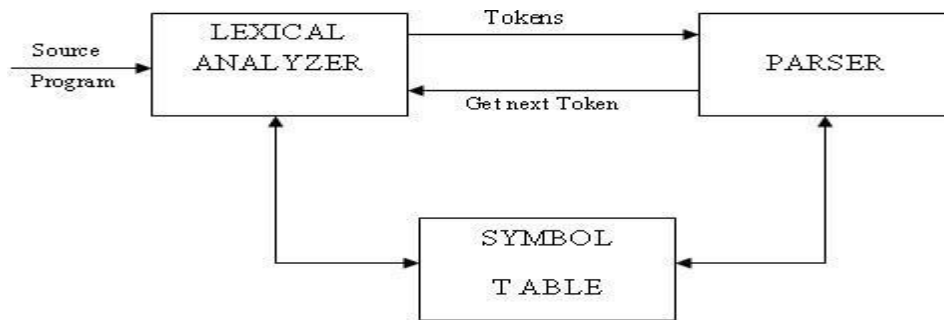 LEXICAL
ANALYZER
Source
Program
Tokens
Get next Token
PARSER
SYMBOL
TABLE